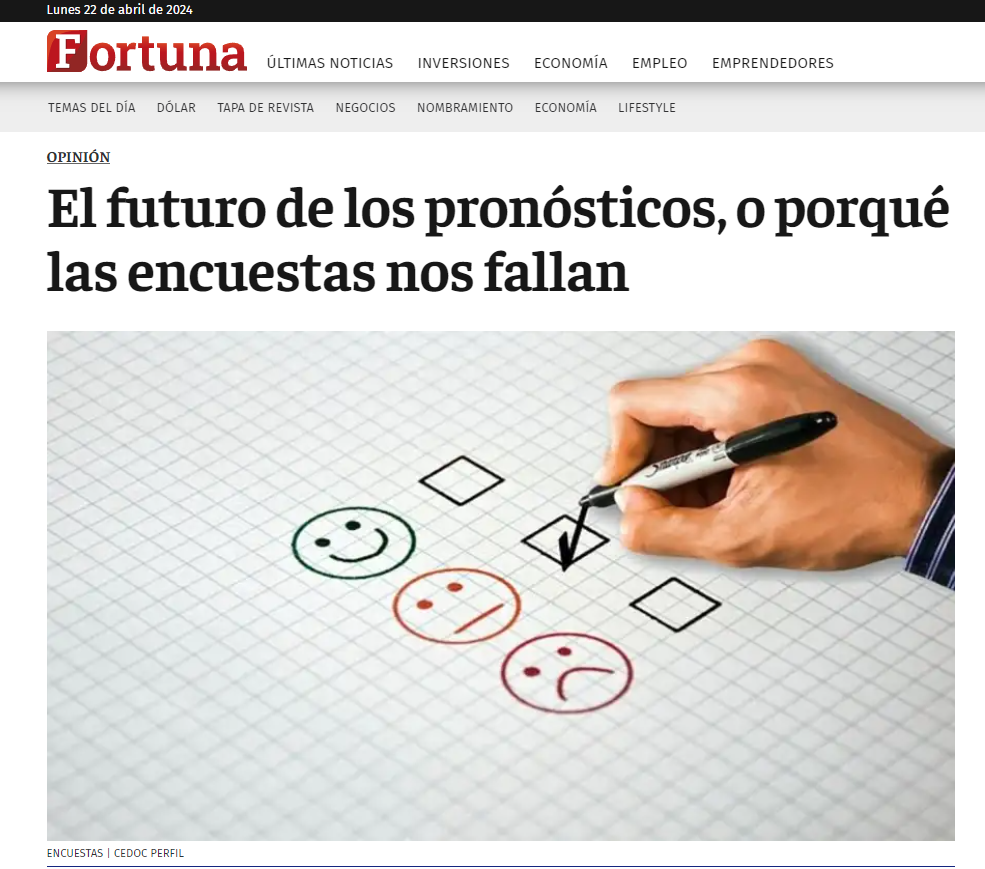 Lunes 22 de abril de 2024
Fortuna
ÚLTIMAS NOTICIAS INVERSIONES ECONOMÍA EMPLEO EMPRENDEDORES
TEMAS DEL DÍA DÓLAR TAPA DE REVISTA NEGOCIOS NOMBRAMIENTO ECONOMÍA LIFESTYLE
OPINIÓN
El futuro de los pronósticos, o porqué
las encuestas nos fallan
ENCUESTAS | CEDOC PERFIL